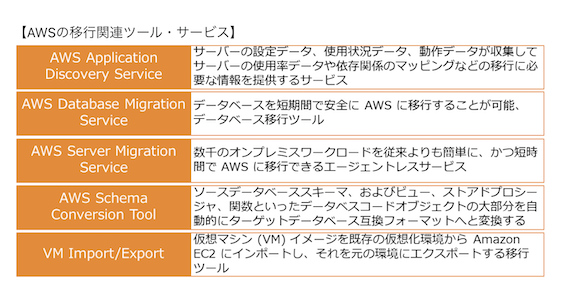 【AWSの移行関連ツール・サービス】
AWS Application
Discovery Service
サーバーの設定データ、使用状況データ、動作データが収集して
サーバーの使用率データや依存関係のマッピングなどの移行に必
要な情報を提供するサービス
AWS Database Migration
Service
データベースを短期間で安全に AWS に移行することが可能、
データベース移行ツール
AWS Server Migration
Service
数千のオンプレミスワークロードを従来よりも簡単に、かつ短時
間で AWS に移行できるエージェントレスサービス
AWS Schema
Conversion Tool
ソースデータベーススキーマ、およびビュー、ストアドプロシー
ジャ、関数といったデータベスコードオブジェクトの大部分を自
動的にターゲットデータベース互換フォーマットへと変換する
VM Import/Export
仮想マシン (VM) イメージを既存の仮想化環境から Amazon
EC2 にインポートし、それを元の環境にエクスポートする移行
ツール